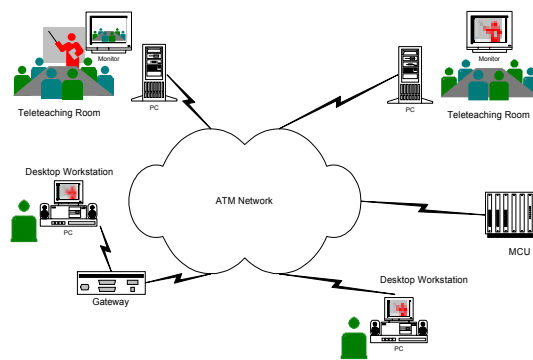 Monitor
PC
Teleteaching Room
Monitor
PC
Teleteaching Room
Desktop Workstation
PC
ATM Network
MCU
Gateway
Desktop Workstation
PC